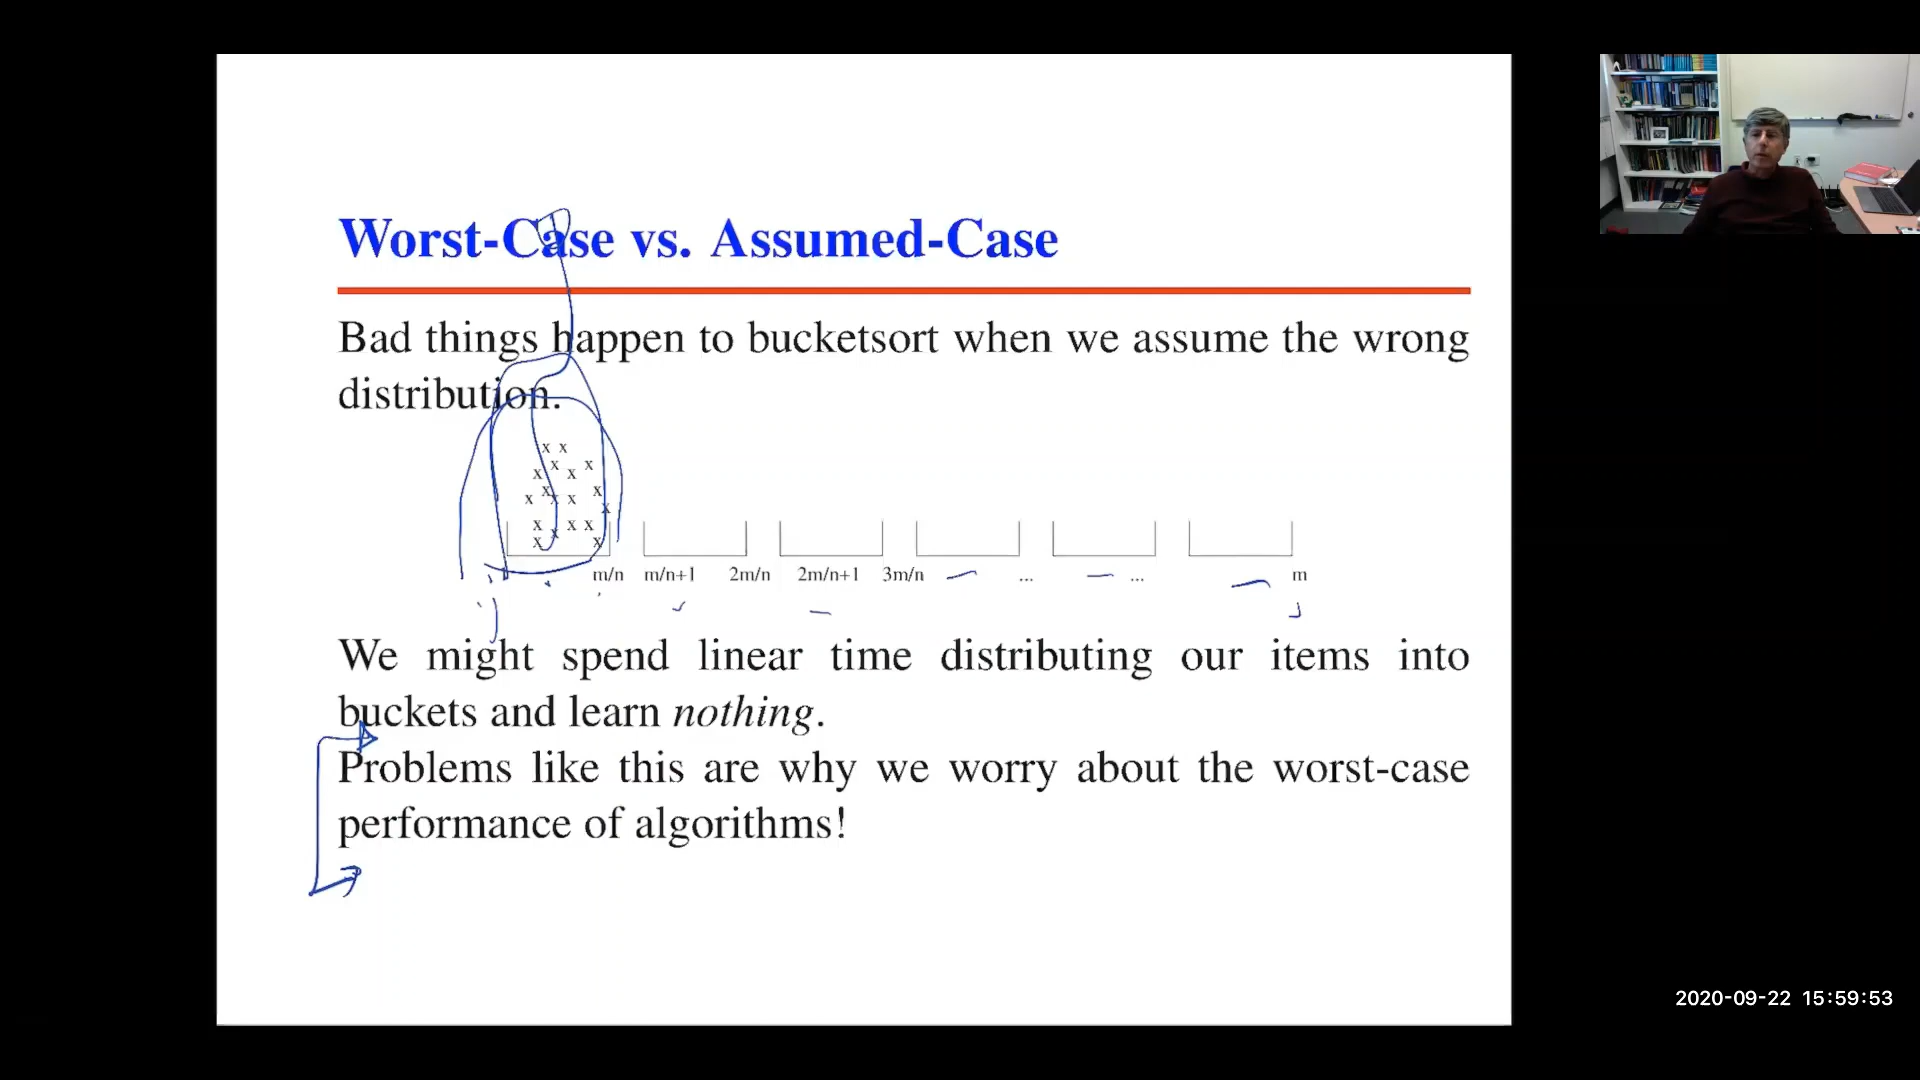 Worst-Case vs. Assumed-Case
Bad things happen to bucketsort when we assume the wrong
distribution.
x x
x x
x x
x x
x x x
x
x x x
x
x x
m/n m/n+1 2m/n 2m/n+1 3m/n ... ... m
We might spend linear time distributing our items into
buckets and learn nothing.
Problems like this are why we worry about the worst-case
performance of algorithms!
2020-09-22 15:59:53